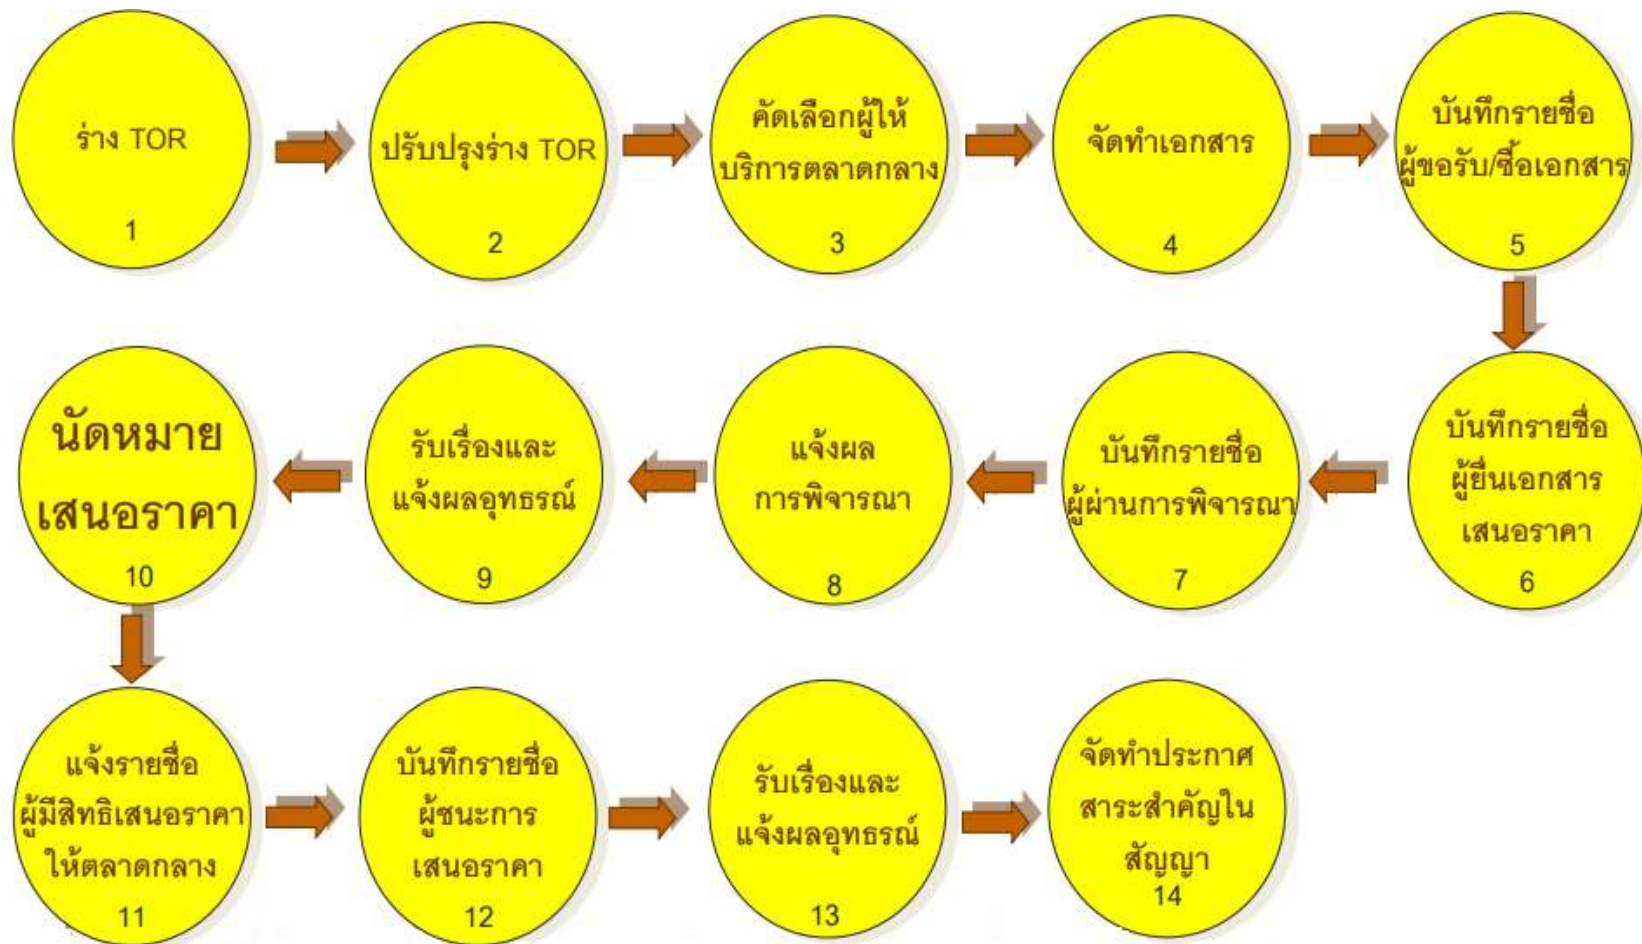 ร่าง TOR
1
ปรับปรุงร่าง TOR
2
คัดเลือกผู้ให้
บริการตลาดกลาง
3
จัดทำเอกสาร
4
บันทึกรายชื่อ
ผู้ขอรับ/ซื้อเอกสาร
5
บันทึกรายชื่อ
ผู้ยื่นเอกสาร
เสนอราคา
6
บันทึกรายชื่อ
ผู้ผ่านการพิจารณา
7
แจ้งผล
การพิจารณา
8
รับเรื่องและ
แจ้งผลอุทธรณ์
9
นัดหมาย
เสนอราคา
10
แจ้งรายชื่อ
ผู้มีสิทธิเสนอราคา
ให้ตลาดกลาง
11
บันทึกรายชื่อ
ผู้ชนะการ
เสนอราคา
12
รับเรื่องและ
แจ้งผลอุทธรณ์
13
จัดทำประกาศ
สาระสำคัญใน
สัญญา
14